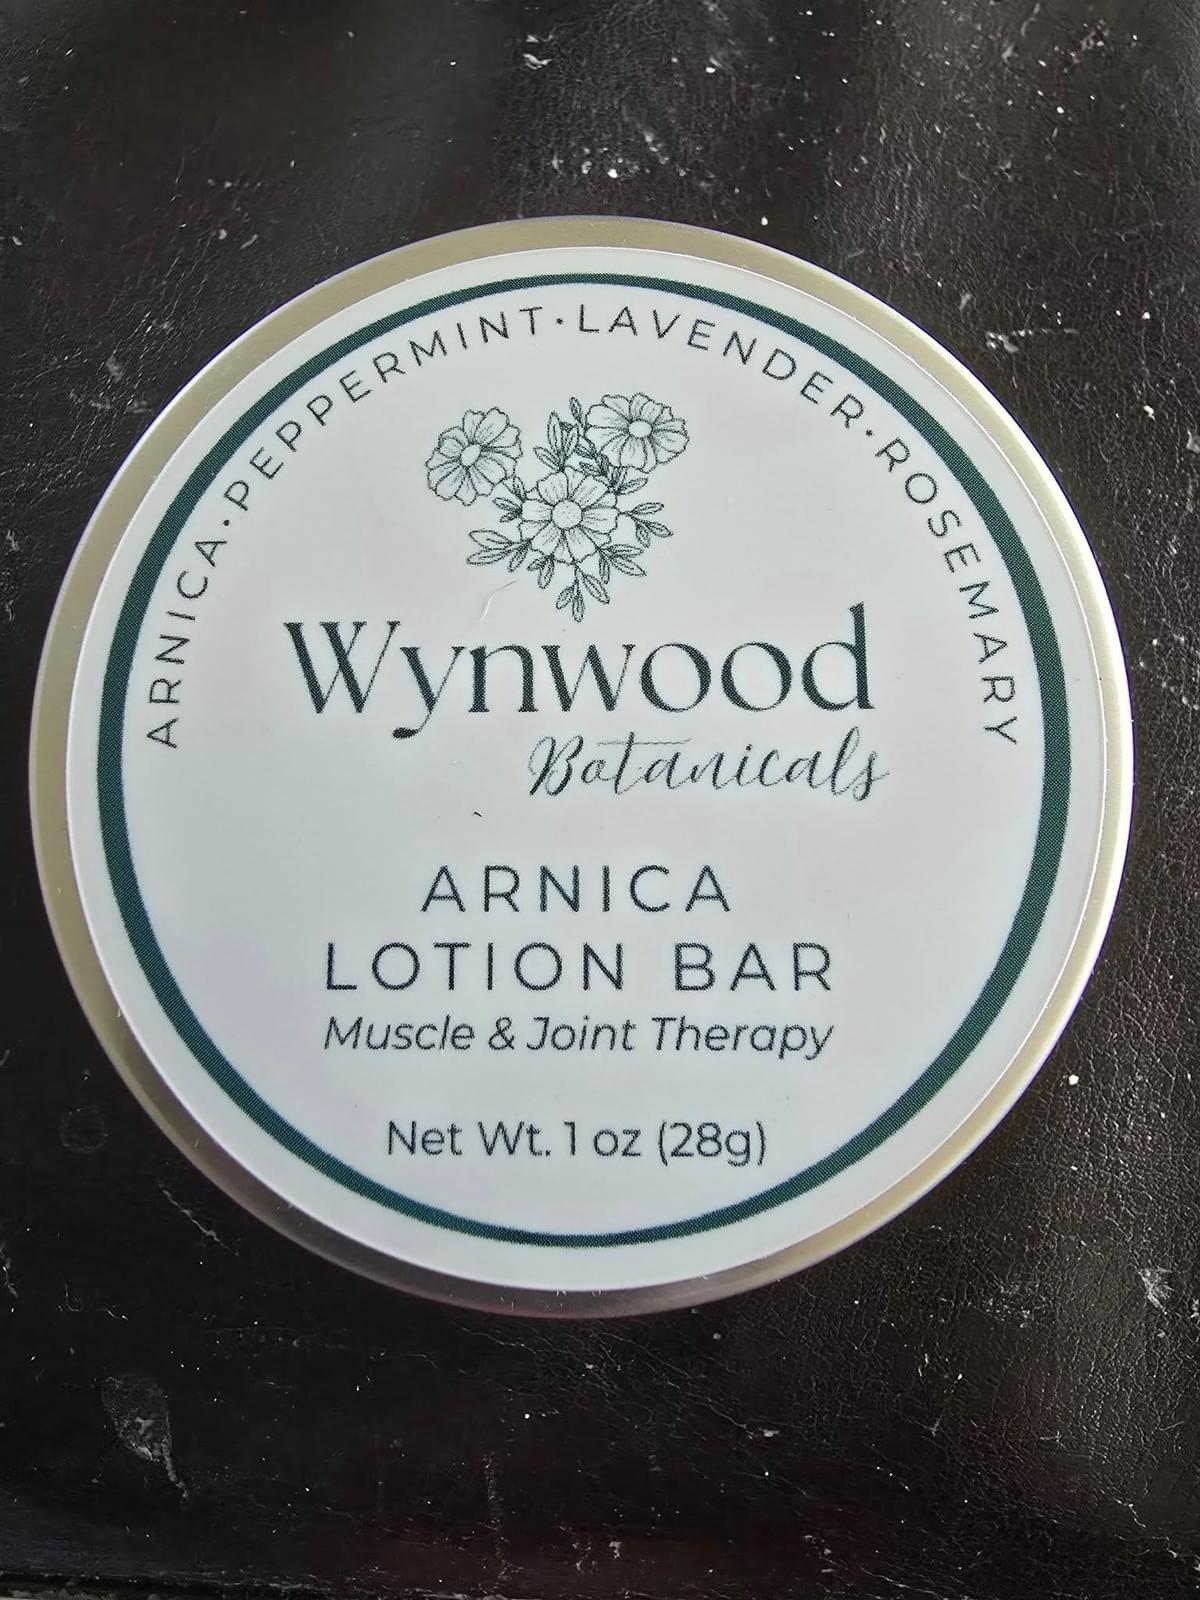 ARNICA·PEPPERMINT·LAVENDER·ROSEMARY
Wynwood
Botanicals
ARNICA
LOTION BAR
Muscle & Joint Therapy
Net Wt. 1 oz (28g)